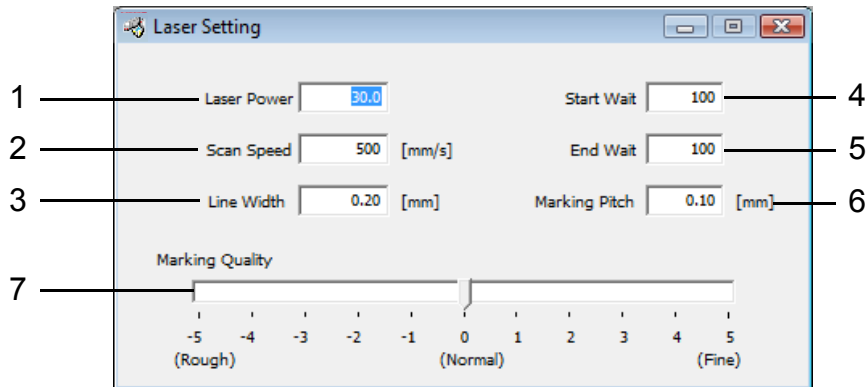 Laser Setting
1 Laser Power 30.0 Start Wait 100 4
2 Scan Speed 500 [mm/s] End Wait 100 5
3 Line Width 0.20 [mm] Marking Pitch 0.10 [mm] 6
Marking Quality
7
-5 -4 -3 -2 -1 0 1 2 3 4 5
(Rough) (Normal) (Fine)